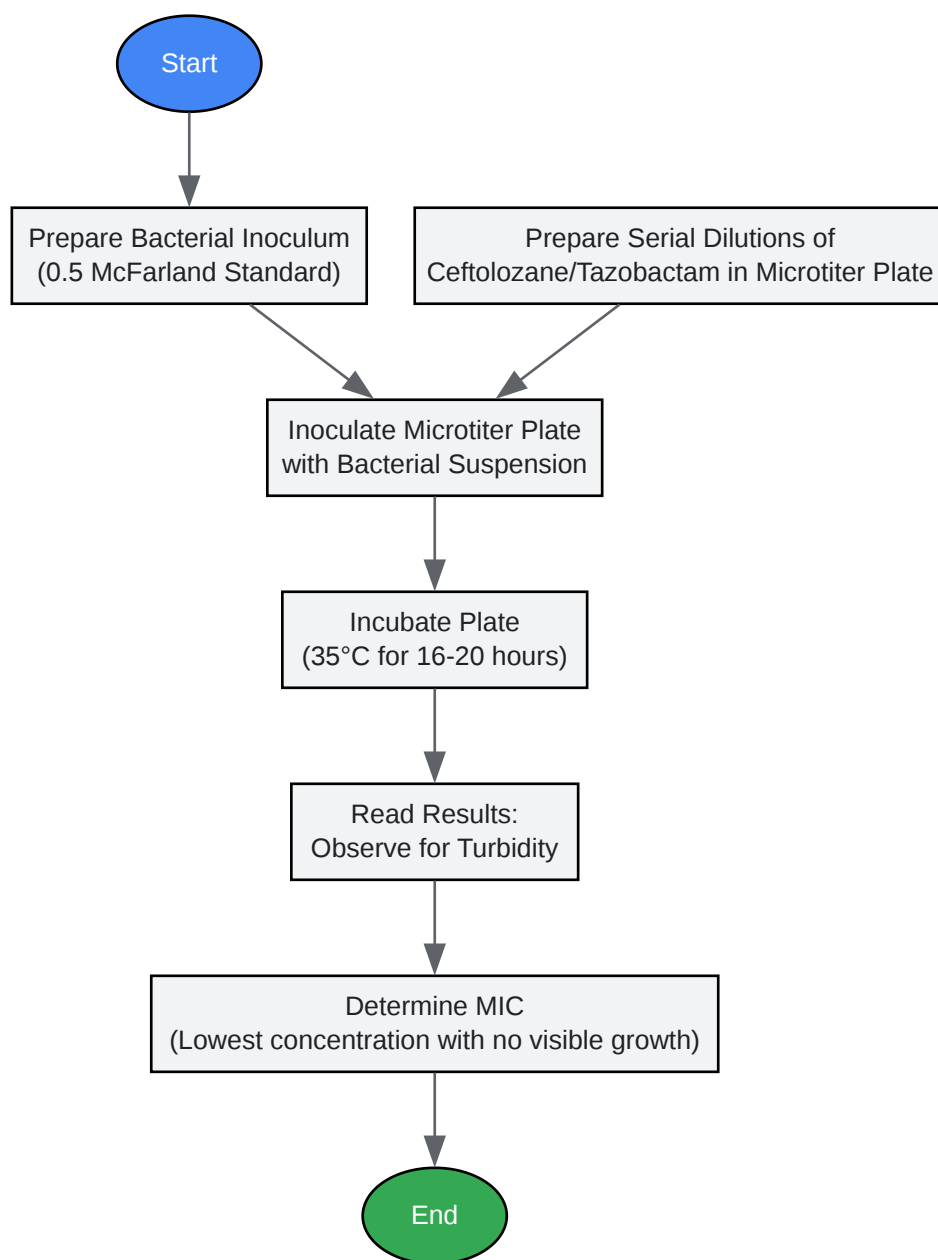 Start
Prepare Bacterial Inoculum
(0.5 McFarland Standard)
Prepare Serial Dilutions of
Ceftolozane/Tazobactam in Microtiter Plate
Inoculate Microtiter Plate
with Bacterial Suspension
Incubate Plate
(35°C for 16-20 hours)
Read Results:
Observe for Turbidity
Determine MIC
(Lowest concentration with no visible growth)
End